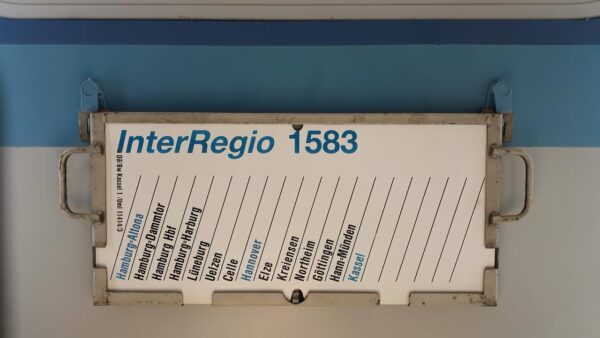 InterRegio 1583
Hamburg-Altona
Hamburg-Dammtor
Hamburg Hbf
Hamburg-Harburg
Lüneburg
Uelzen
Celle
Hannover
Elze
Kreiensen
Northeim
Göttingen
Hann-Münden
Kassel